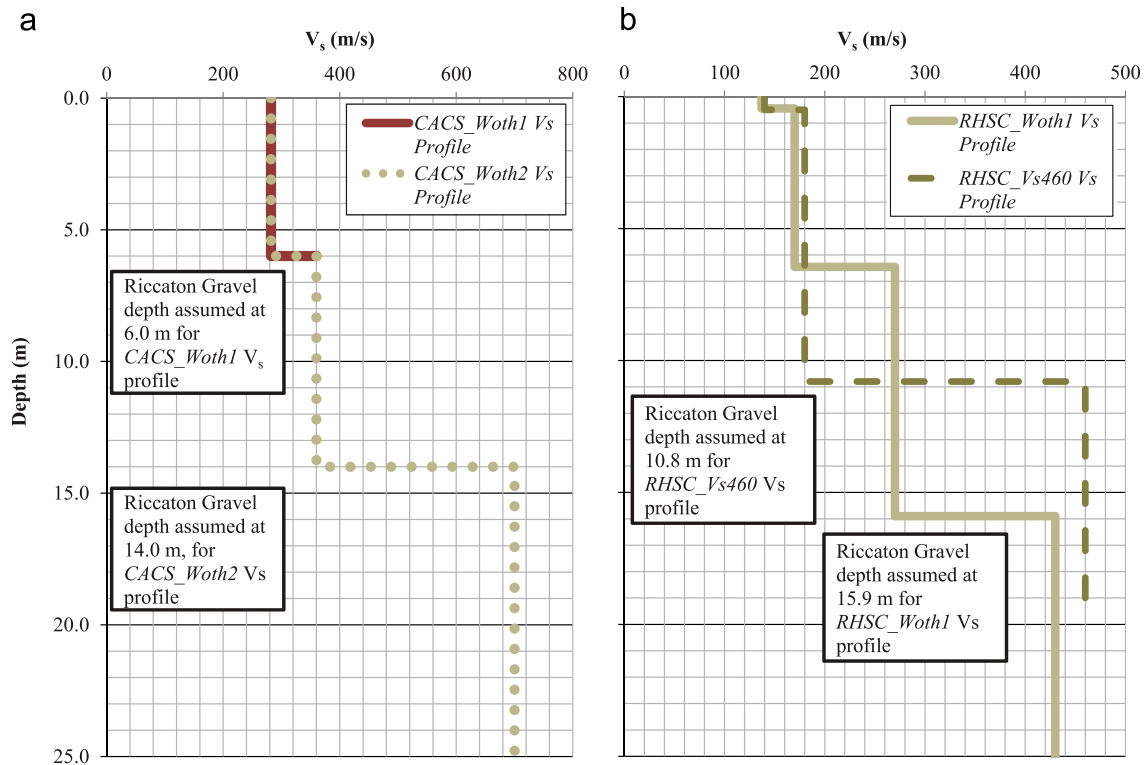 a
V_s (m/s)
0 200 400 600 800
0.0
5.0
10.0
15.0
20.0
25.0
Depth (m)
CACS_Woth1 Vs
Profile
CACS_Woth2 Vs
Profile
Riccaton Gravel
depth assumed at
6.0 m for
CACS_Woth1 V_s
profile
Riccaton Gravel
depth assumed at
14.0 m, for
CACS_Woth2 Vs
profile
b
V_s (m/s)
0 100 200 300 400 500
RHSC_Woth1 Vs
Profile
RHSC_Vs460 Vs
Profile
Riccaton Gravel
depth assumed at
10.8 m for
RHSC_Vs460 Vs
profile
Riccaton Gravel
depth assumed at
15.9 m for
RHSC_Woth1 Vs
profile